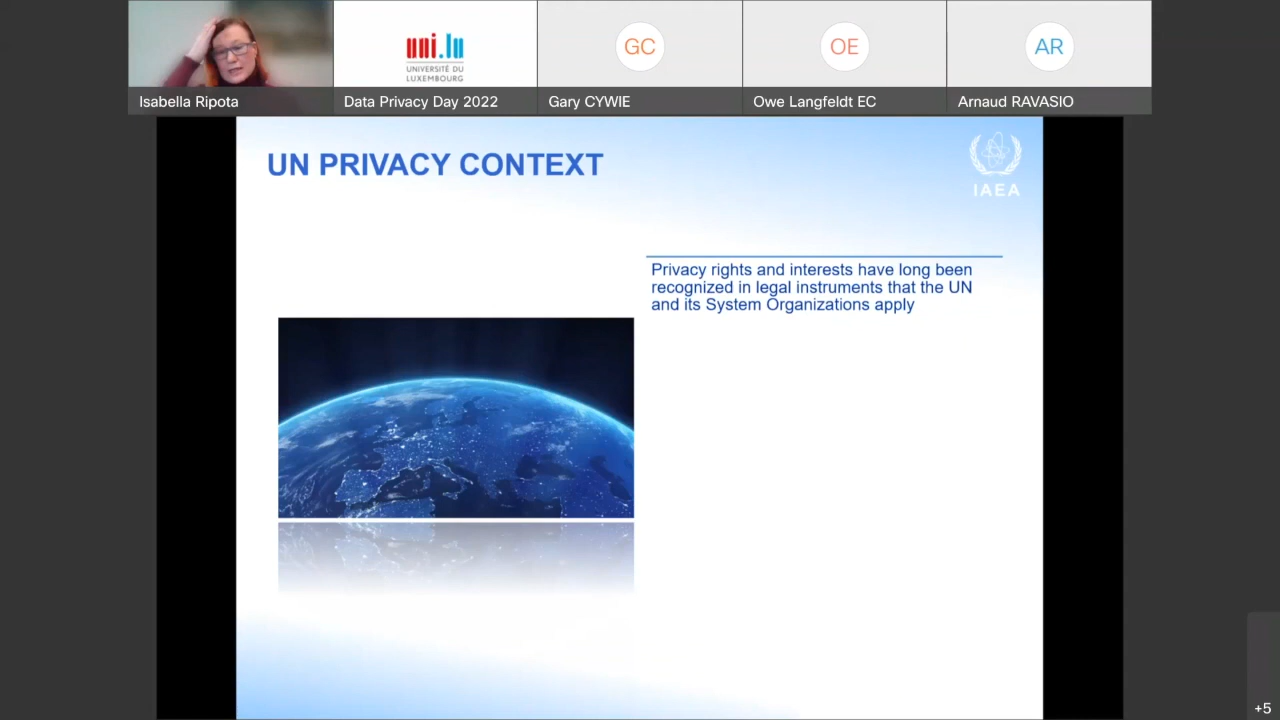 uni.lu
UNIVERSITÉ DU
LUXEMBOURG
GC
OE
AR
Isabella Ripota
Data Privacy Day 2022
Gary CYWIE
Owe Langfeldt EC
Arnaud RAVASIO
UN PRIVACY CONTEXT
IAEA
Privacy rights and interests have long been
recognized in legal instruments that the UN
and its System Organizations apply
+5